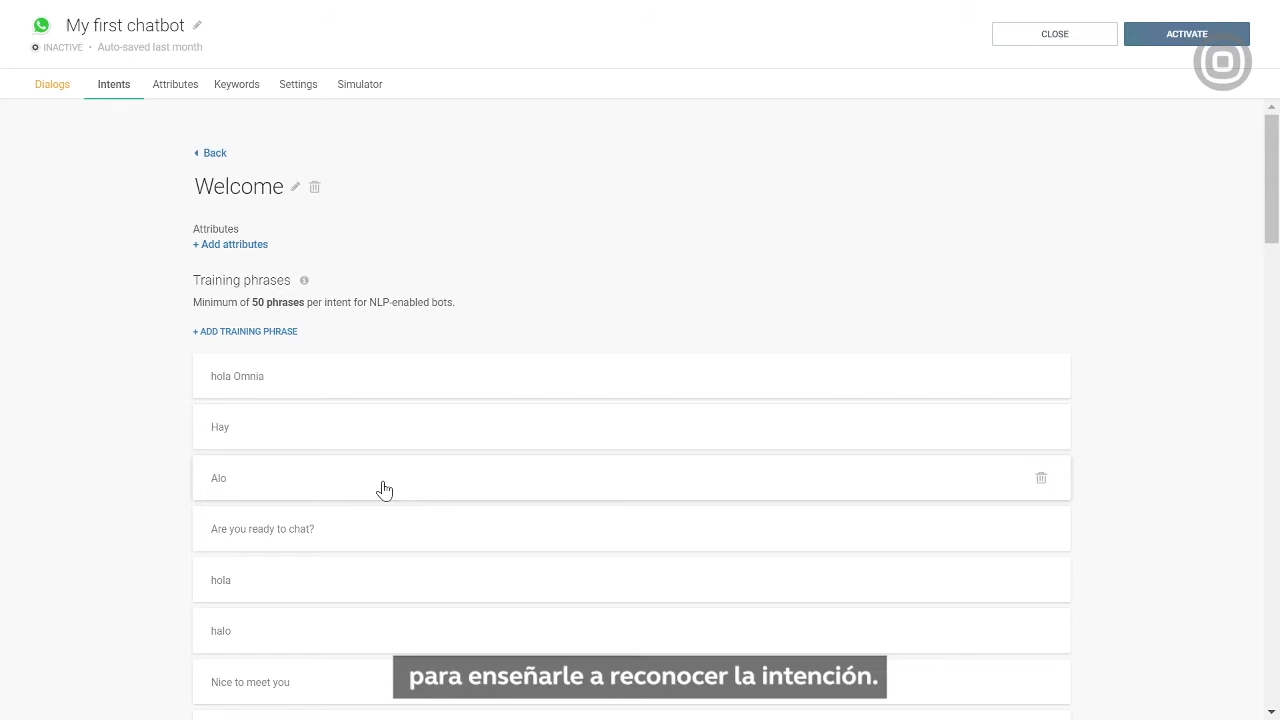 My first chatbot
INACTIVE • Auto-saved last month
CLOSE
ACTIVATE
Dialogs
Intents
Attributes
Keywords
Settings
Simulator
Back
Welcome
Attributes
+ Add attributes
Training phrases
Minimum of 50 phrases per intent for NLP-enabled bots.
+ ADD TRAINING PHRASE
hola Omnia
Hay
Alo
Are you ready to chat?
hola
halo
Nice to meet you
para enseñarle a reconocer la intención.